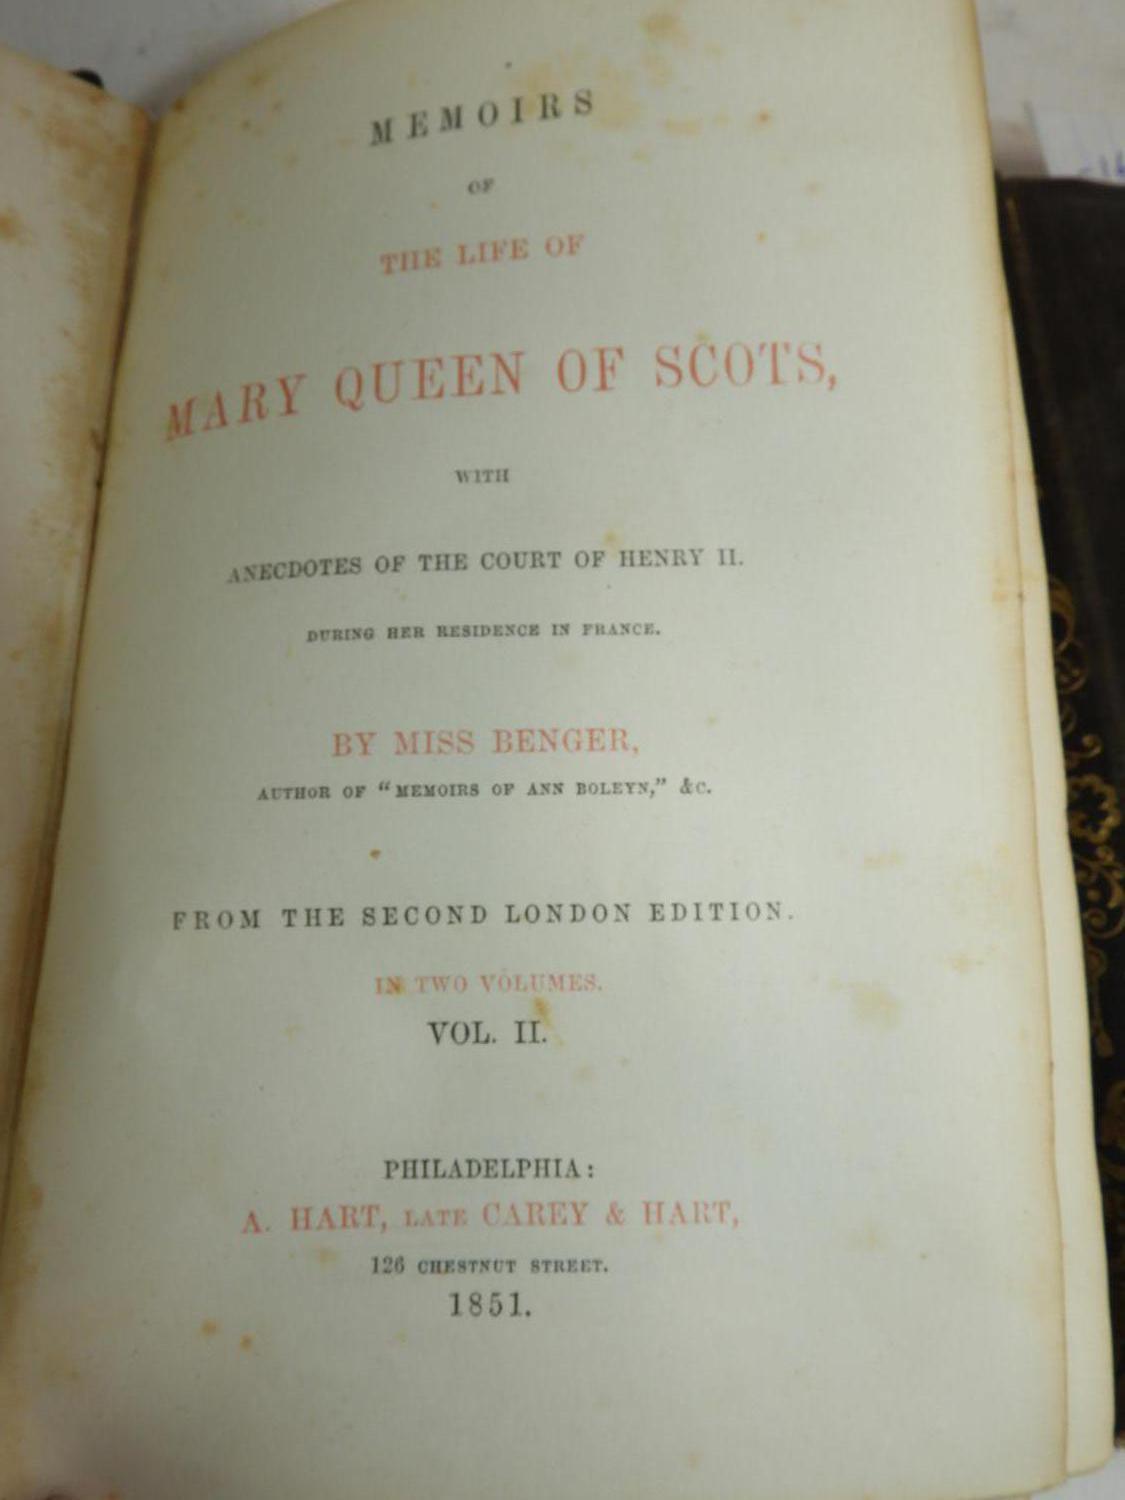 MEMOIRS
OF
THE LIFE OF
MARY QUEEN OF SCOTS,
WITH
ANECDOTES OF THE COURT OF HENRY II.
DURING HER RESIDENCE IN FRANCE.
BY MISS BENGER,
AUTHOR OF "MEMOIRS OF ANN BOLEYN," &C.
FROM THE SECOND LONDON EDITION.
IN TWO VOLUMES.
VOL. II.
PHILADELPHIA:
A. HART, LATE CAREY & HART,
126 CHESTNUT STREET.
1851.